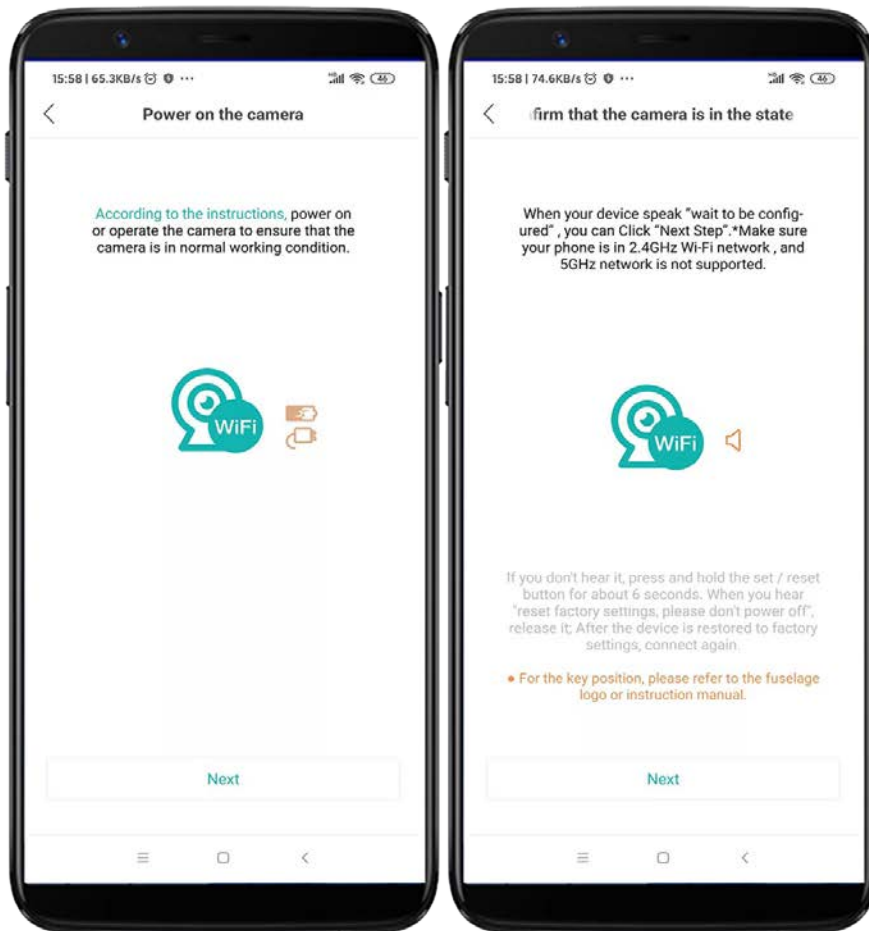 15:58 | 65.3KB/s
46
Power on the camera
According to the instructions, power on
or operate the camera to ensure that the
camera is in normal working condition.
WiFi
Next
15:58 | 74.6KB/s
46
firm that the camera is in the state
When your device speak "wait to be config-
ured" , you can Click "Next Step".*Make sure
your phone is in 2.4GHz Wi-Fi network , and
5GHz network is not supported.
WiFi
If you don't hear it, press and hold the set / reset
button for about 6 seconds. When you hear
"reset factory settings, please don't power off",
release it; After the device is restored to factory
settings, connect again.
● For the key position, please refer to the fuselage
logo or instruction manual.
Next